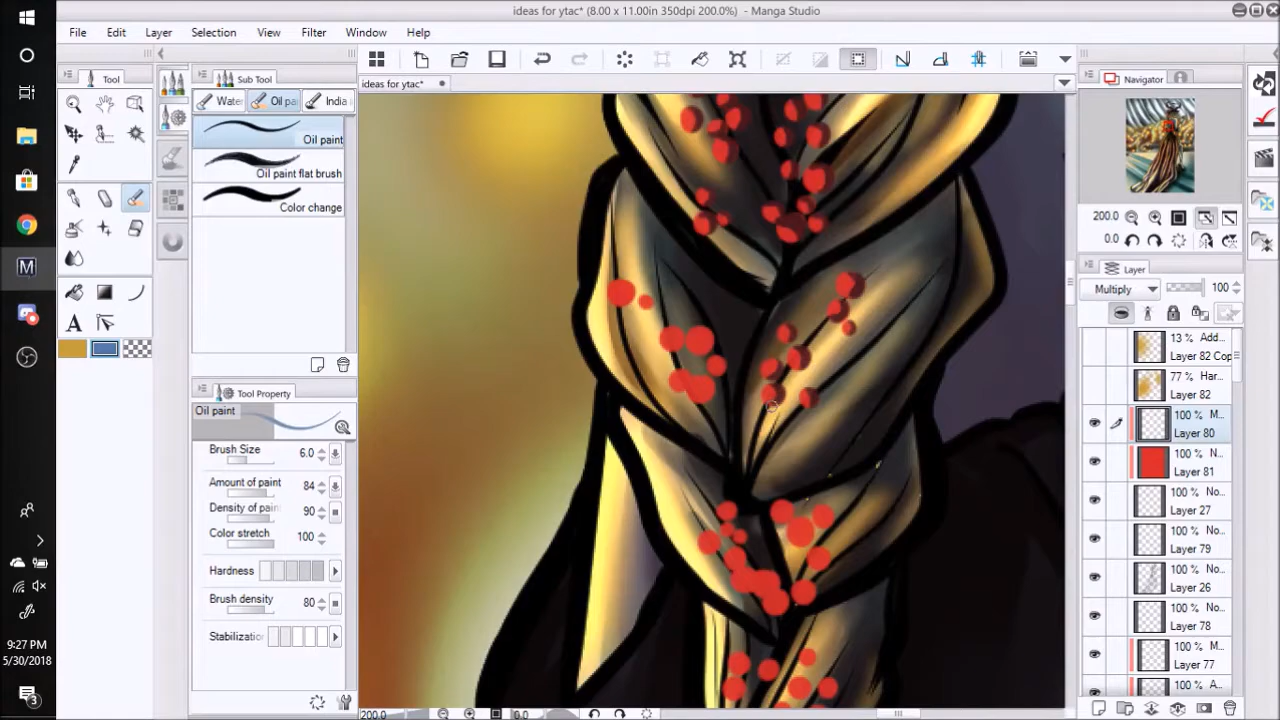 ideas for ytac* (8.00 x 11.00in 350dpi 200.0%) - Manga Studio
File Edit Layer Selection View Filter Window Help
Tool
Sub Tool
ideas for ytac*
Navigator
Water
Oil pa
India
Oil paint
Oil paint flat brush
Color change
200.0
0.0
Layer
Multiply 100
13 % Add...
Layer 82 Cop
77 % Har...
Layer 82
100 % M...
Layer 80
100 % N...
Layer 81
100 % No...
Layer 27
100 % No...
Layer 79
100 % No...
Layer 26
100 % No...
Layer 78
100 % M...
Layer 77
100 % A...
Tool Property
Oil paint
Brush Size 6.0
Amount of paint 84
Density of pain 90
Color stretch 100
Hardness
Brush density 80
Stabilizatio
200.0 0.0
9:27 PM
5/30/2018
3